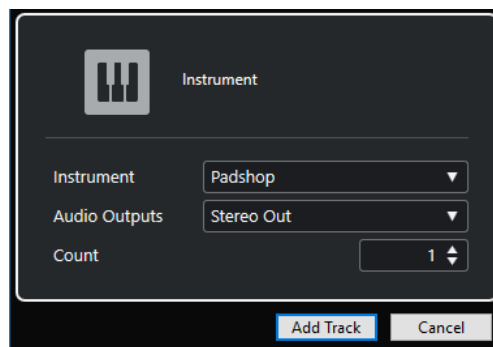 Instrument
Instrument Padshop
Audio Outputs Stereo Out
Count 1
Add Track Cancel